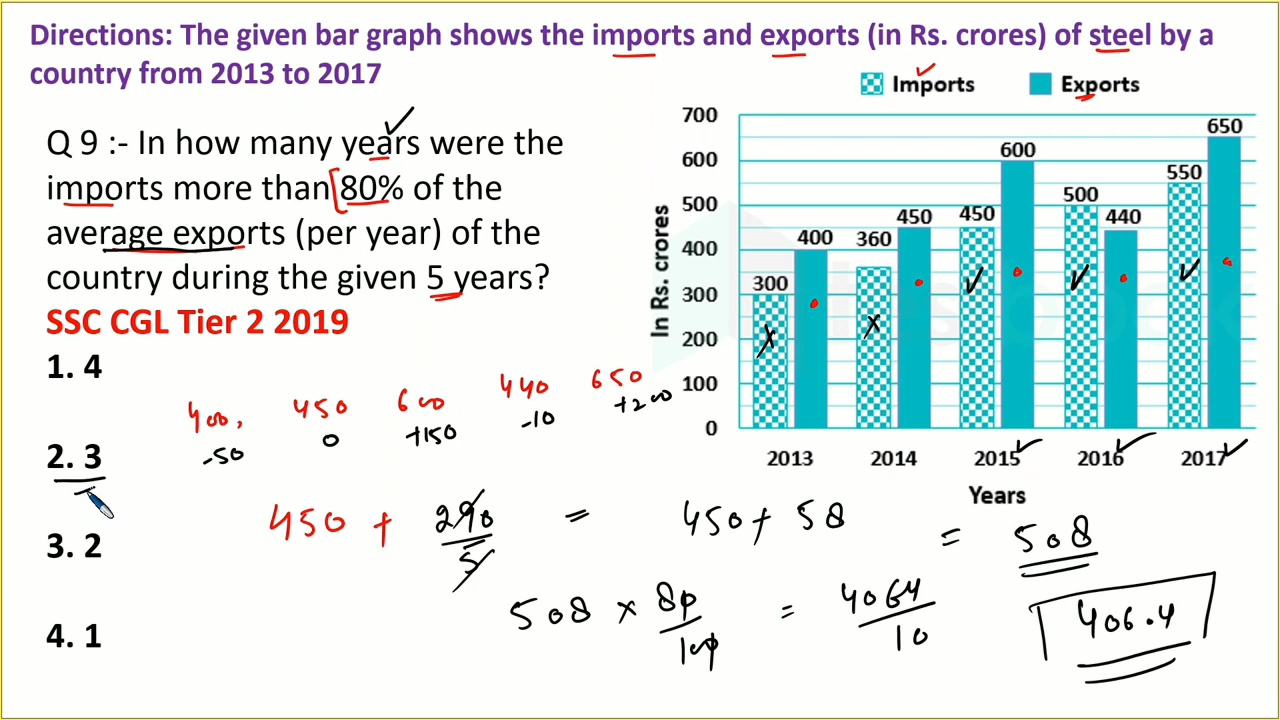 Directions: The given bar graph shows the imports and exports (in Rs. crores) of steel by a
country from 2013 to 2017
Q 9 :- In how many years were the
imports more than 80% of the
average exports (per year) of the
country during the given 5 years?
SSC CGL Tier 2 2019
1. 4
2. 3
3. 2
4. 1
Imports Exports
In Rs. crores
700
600
500
400
300
200
100
0
300 400 360 450 450 600 500 440 550 650
2013 2014 2015 2016 2017
Years
400, 450 600 440 650
-50 0 +150 -10 +200
450 + 290/5 = 450 + 58 = 508
508 × 80/100 = 4064/10
406.4